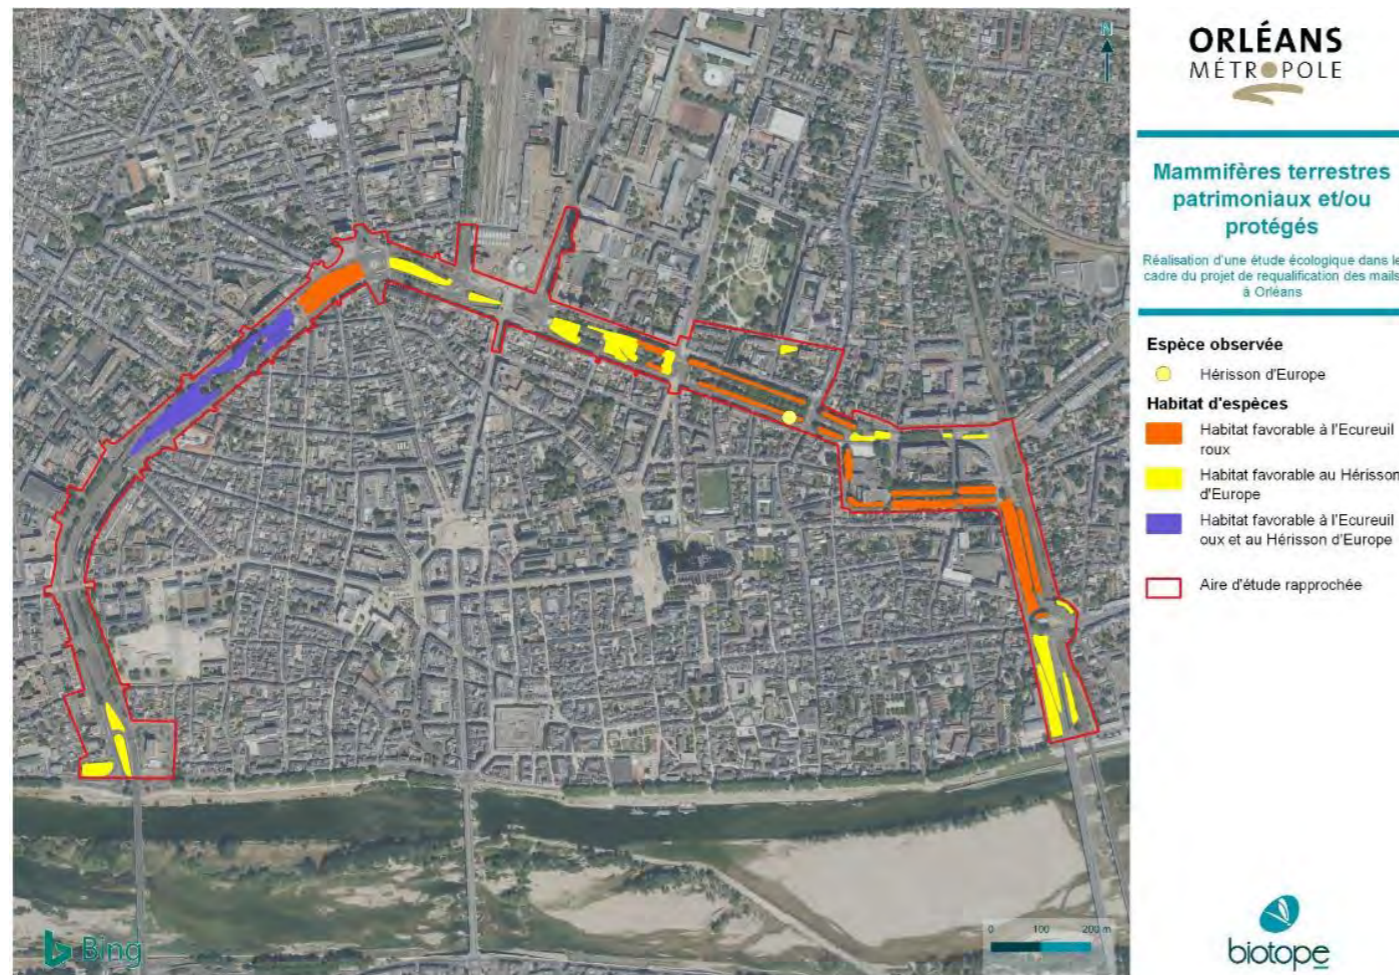 N
ORLÉANS
MÉTROPOLE
Mammifères terrestres
patrimoniaux et/ou
protégés
Réalisation d'une étude écologique dans le
cadre du projet de requalification des mails
à Orléans
Espèce observée
Hérisson d'Europe
Habitat d'espèces
Habitat favorable à l'Ecureuil
roux
Habitat favorable au Hérisson
d'Europe
Habitat favorable à l'Ecureuil
oux et au Hérisson d'Europe
Aire d'étude rapprochée
0 100 200 m
Bing
biotope